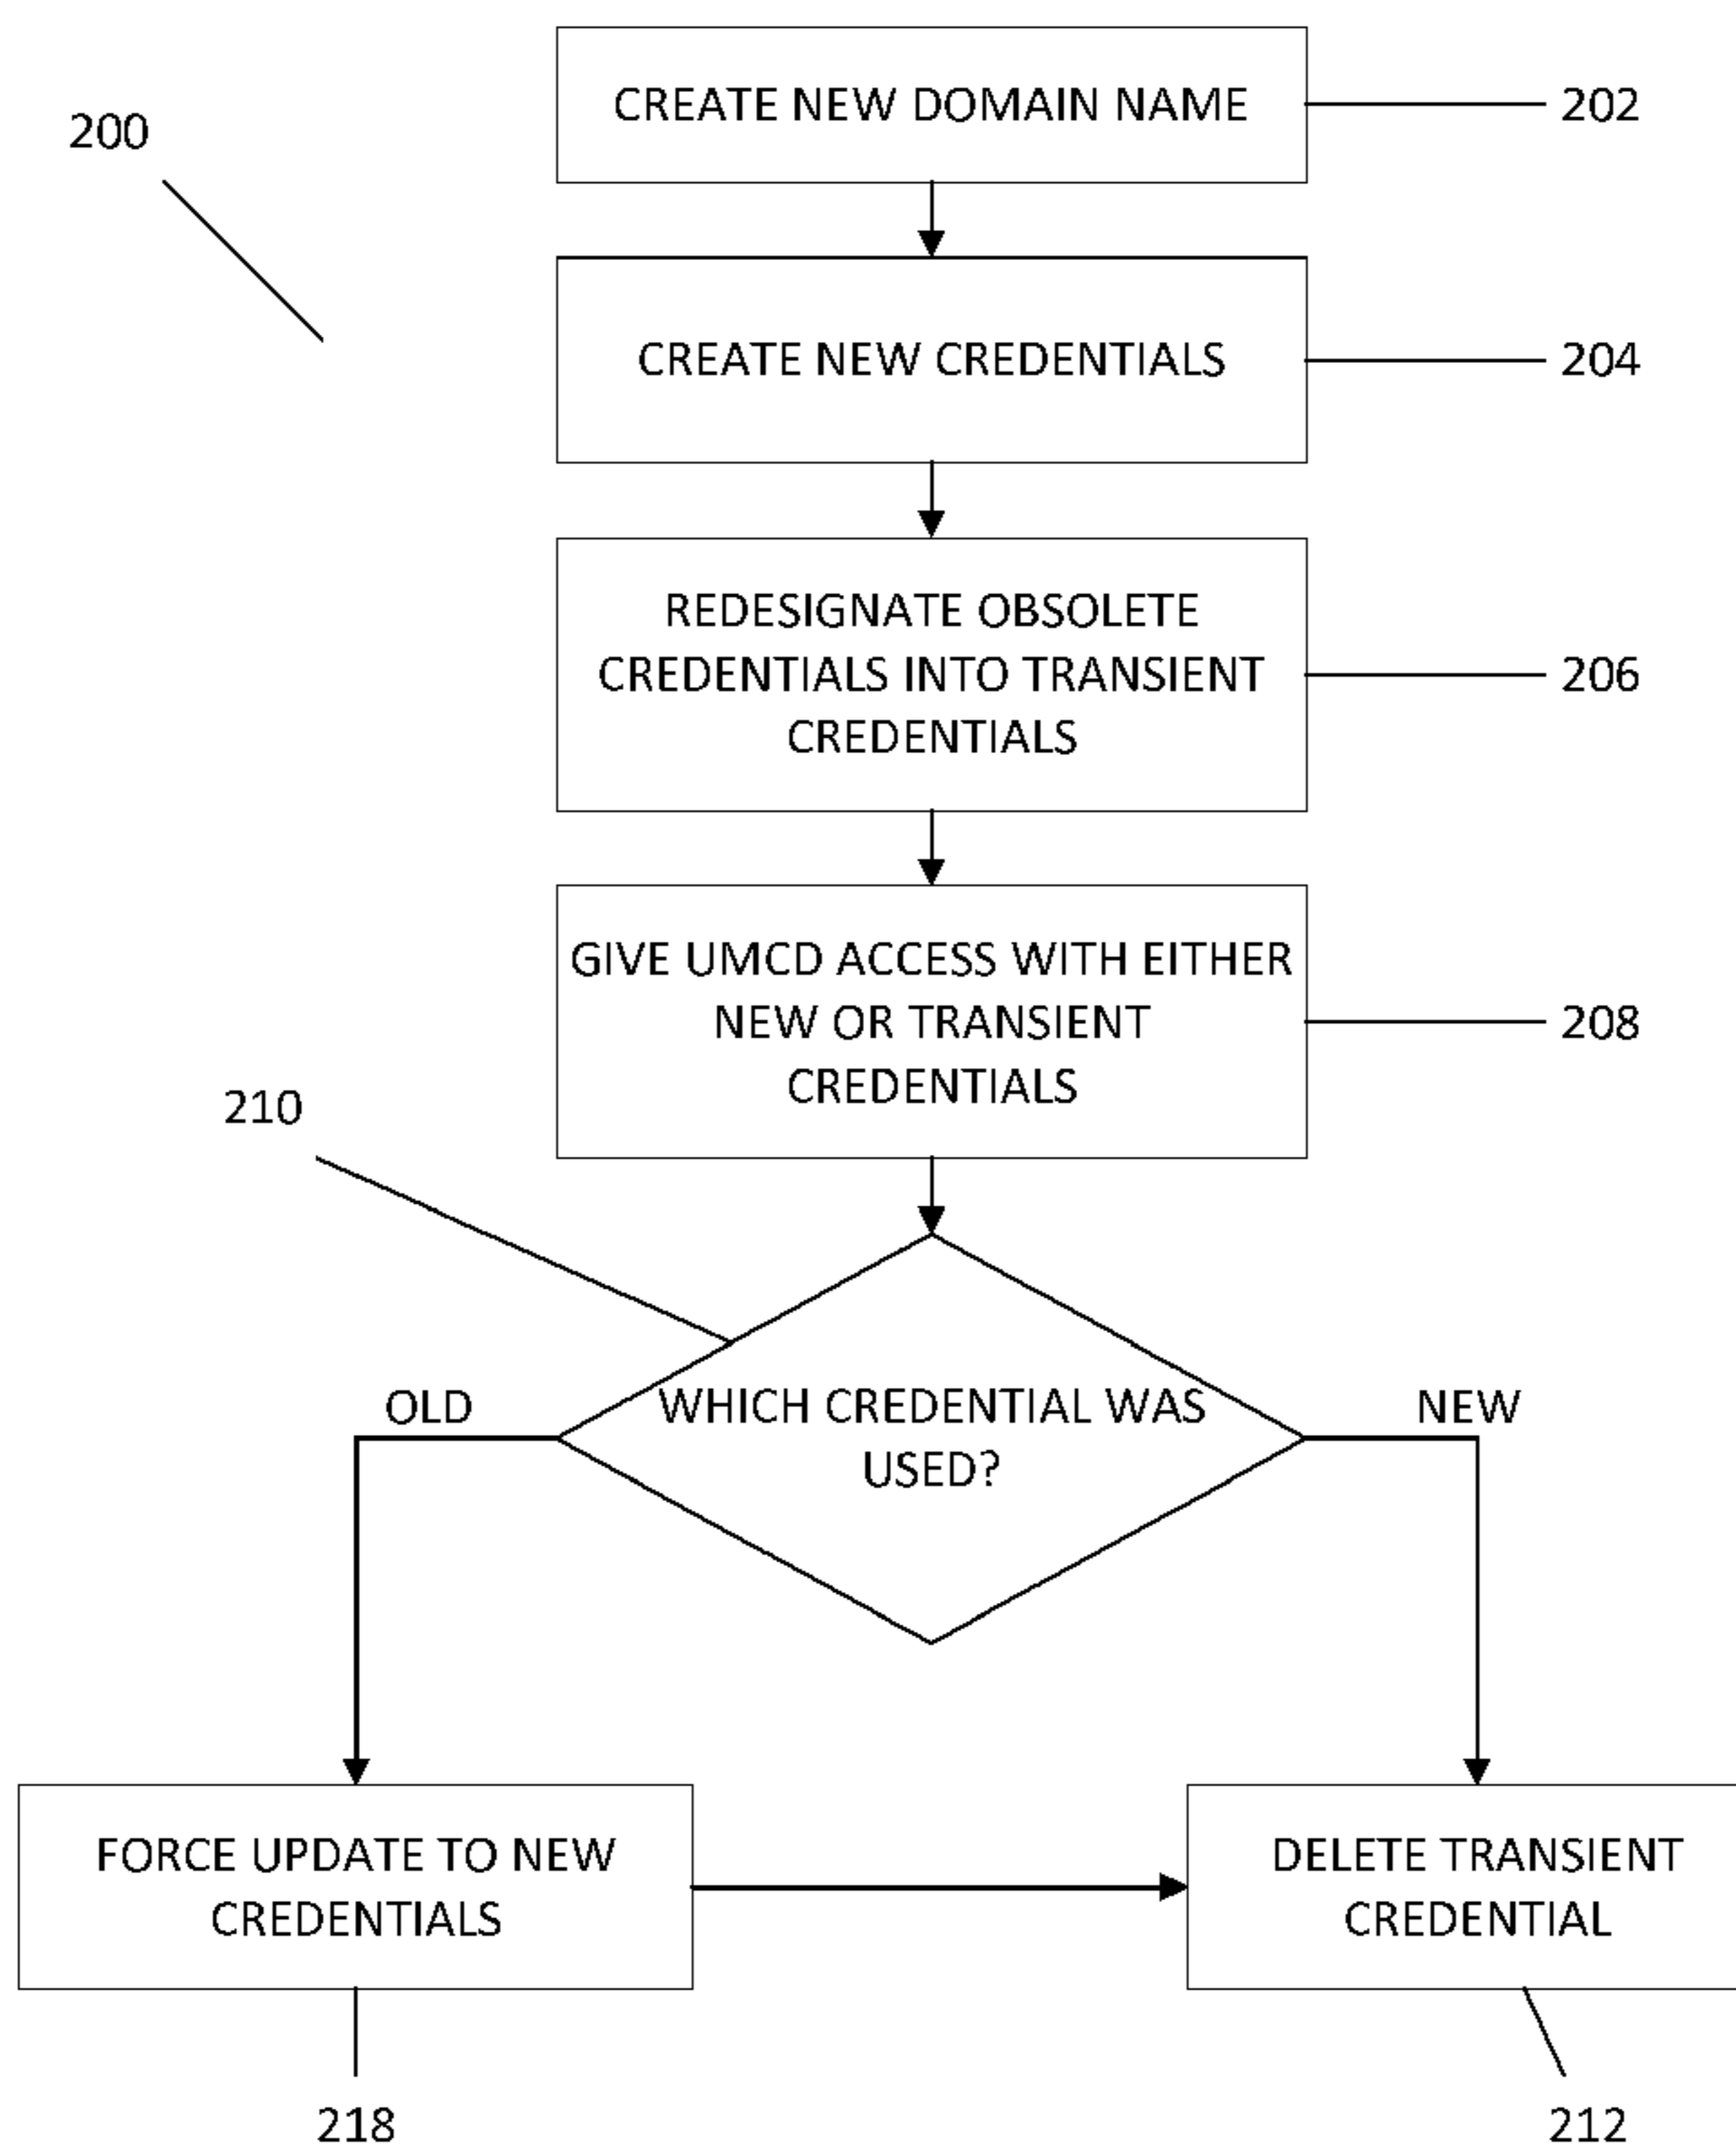 CREATE NEW DOMAIN NAME
202
200
CREATE NEW CREDENTIALS
204
REDESIGNATE OBSOLETE
CREDENTIALS INTO TRANSIENT
CREDENTIALS
206
GIVE UMCD ACCESS WITH EITHER
NEW OR TRANSIENT
CREDENTIALS
208
210
OLD
WHICH CREDENTIAL WAS
USED?
NEW
FORCE UPDATE TO NEW
CREDENTIALS
DELETE TRANSIENT
CREDENTIAL
218
212